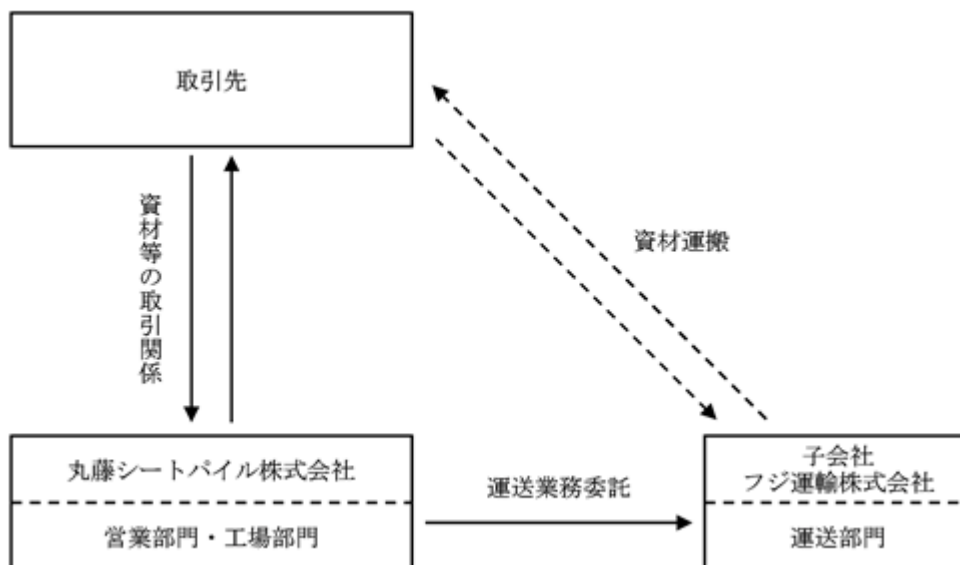 取引先
資材等の取引関係
資材運搬
丸藤シートパイル株式会社
営業部門・工場部門
運送業務委託
子会社
フジ運輸株式会社
運送部門